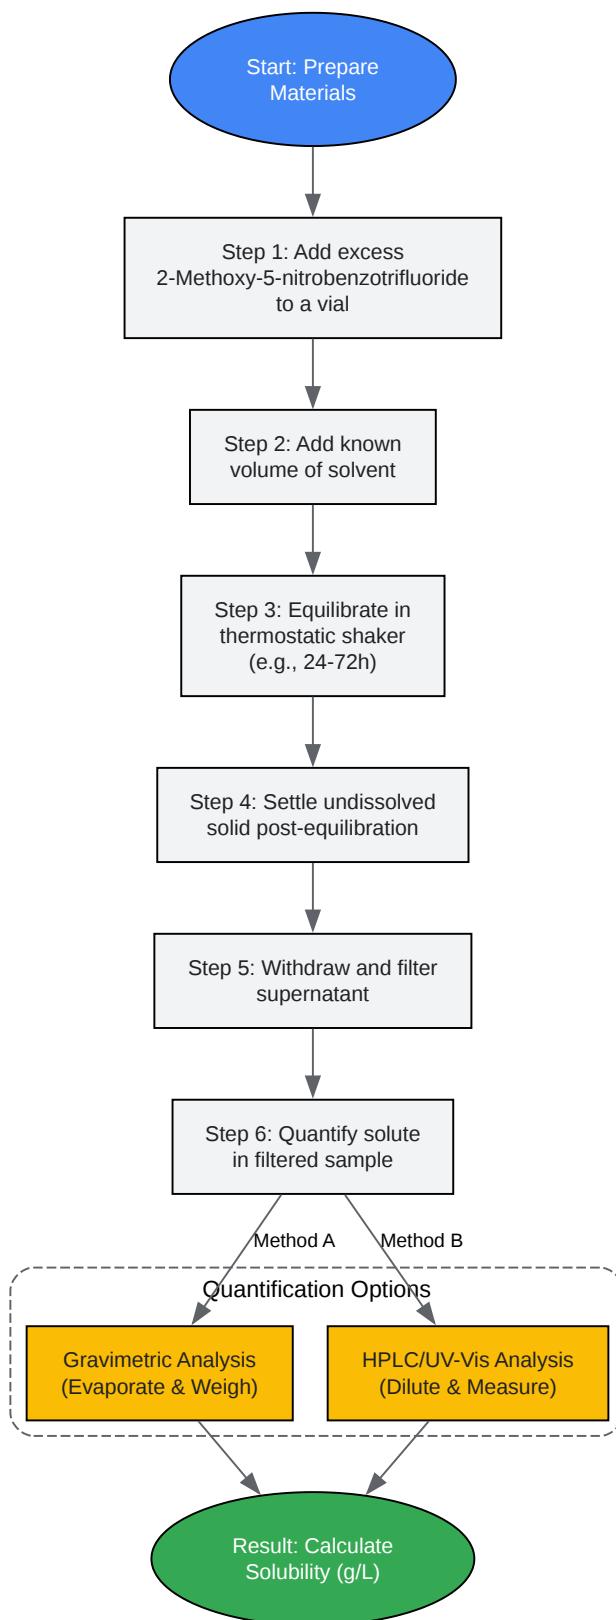 Start: Prepare
Materials
Step 1: Add excess
2-Methoxy-5-nitrobenzotrifluoride
to a vial
Step 2: Add known
volume of solvent
Step 3: Equilibrate in
thermostatic shaker
(e.g., 24-72h)
Step 4: Settle undissolved
solid post-equilibration
Step 5: Withdraw and filter
supernatant
Step 6: Quantify solute
in filtered sample
Method A
Method B
Quantification Options
Gravimetric Analysis
(Evaporate & Weigh)
HPLC/UV-Vis Analysis
(Dilute & Measure)
Result: Calculate
Solubility (g/L)